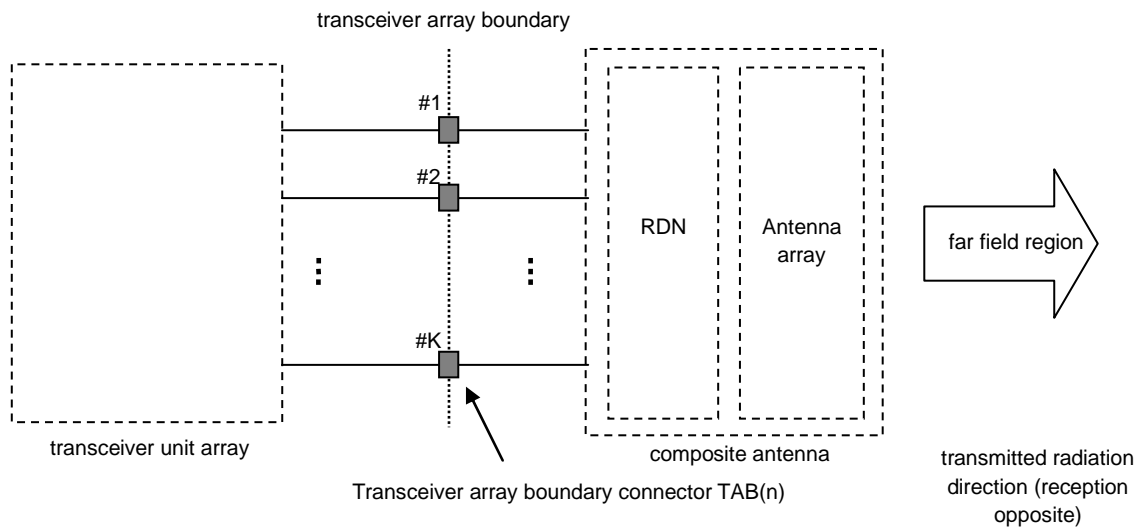 transceiver array boundary
#1
#2
#K
RDN
Antenna
array
far field region
transceiver unit array
composite antenna
Transceiver array boundary connector TAB(n)
transmitted radiation
direction (reception
opposite)